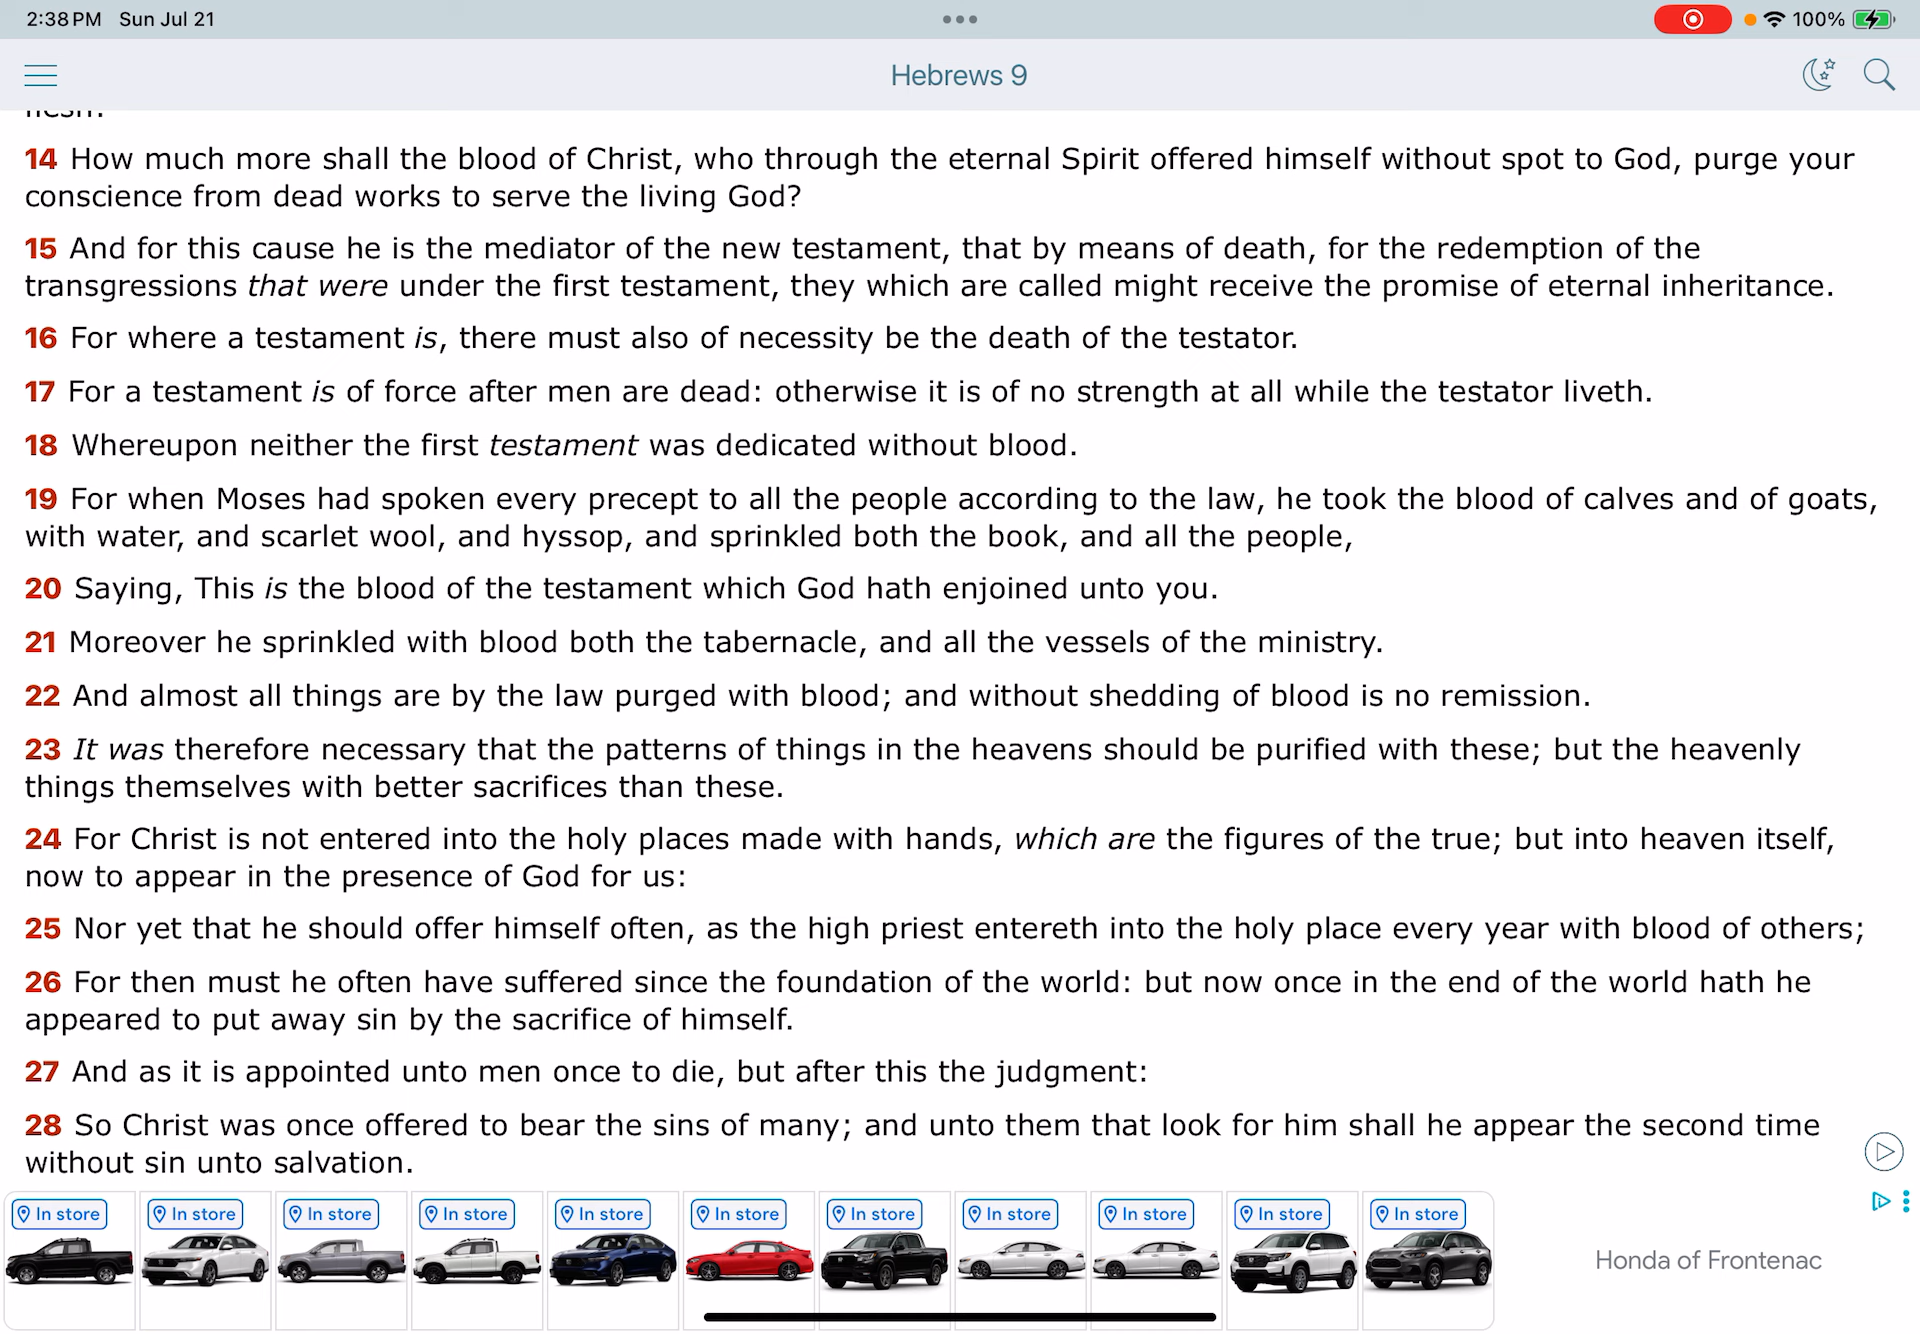 2:38 PM Sun Jul 21
100%
Hebrews 9
flesh:
14 How much more shall the blood of Christ, who through the eternal Spirit offered himself without spot to God, purge your
conscience from dead works to serve the living God?
15 And for this cause he is the mediator of the new testament, that by means of death, for the redemption of the
transgressions that were under the first testament, they which are called might receive the promise of eternal inheritance.
16 For where a testament is, there must also of necessity be the death of the testator.
17 For a testament is of force after men are dead: otherwise it is of no strength at all while the testator liveth.
18 Whereupon neither the first testament was dedicated without blood.
19 For when Moses had spoken every precept to all the people according to the law, he took the blood of calves and of goats,
with water, and scarlet wool, and hyssop, and sprinkled both the book, and all the people,
20 Saying, This is the blood of the testament which God hath enjoined unto you.
21 Moreover he sprinkled with blood both the tabernacle, and all the vessels of the ministry.
22 And almost all things are by the law purged with blood; and without shedding of blood is no remission.
23 It was therefore necessary that the patterns of things in the heavens should be purified with these; but the heavenly
things themselves with better sacrifices than these.
24 For Christ is not entered into the holy places made with hands, which are the figures of the true; but into heaven itself,
now to appear in the presence of God for us:
25 Nor yet that he should offer himself often, as the high priest entereth into the holy place every year with blood of others;
26 For then must he often have suffered since the foundation of the world: but now once in the end of the world hath he
appeared to put away sin by the sacrifice of himself.
27 And as it is appointed unto men once to die, but after this the judgment:
28 So Christ was once offered to bear the sins of many; and unto them that look for him shall he appear the second time
without sin unto salvation.
In store In store In store In store In store In store In store In store In store In store In store
Honda of Frontenac